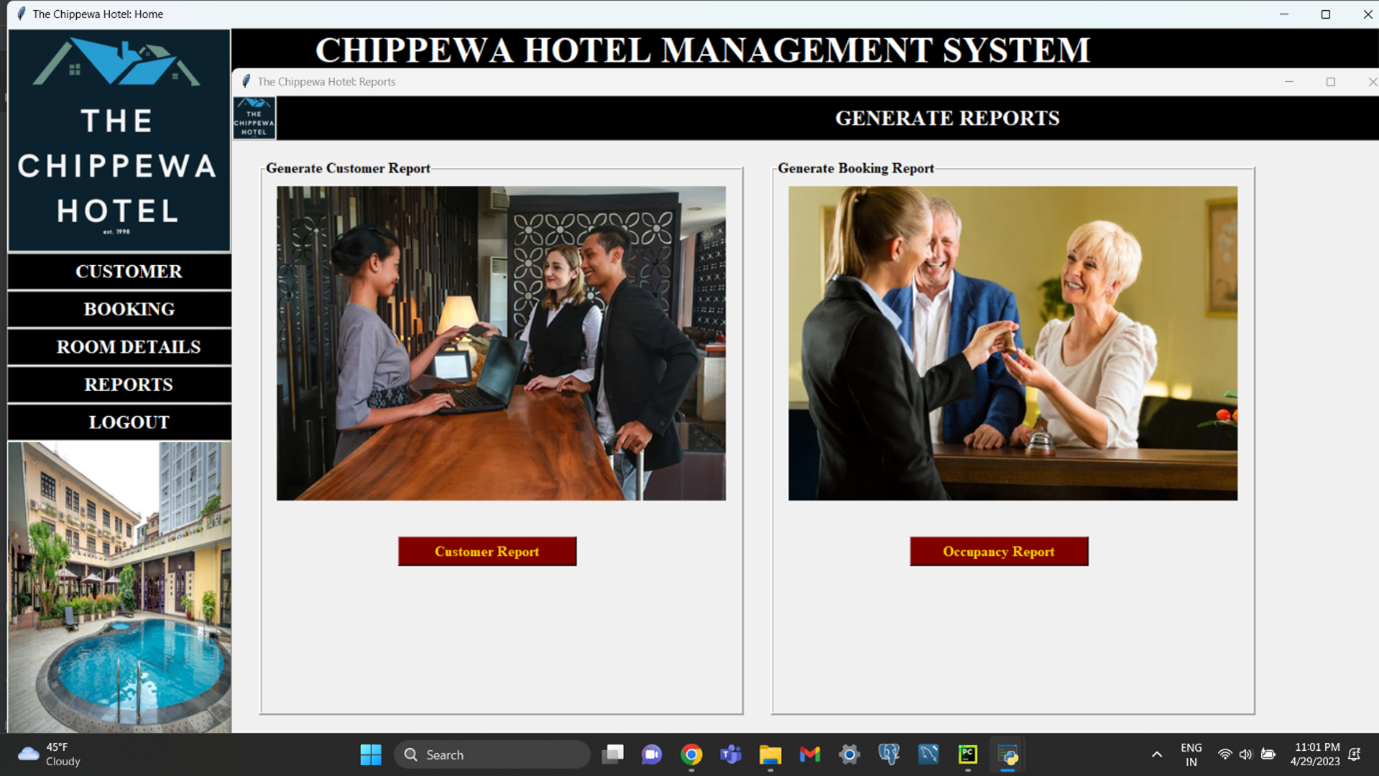 The Chippewa Hotel: Home
THE
CHIPPEWA
HOTEL
est. 1998
CHIPPEWA HOTEL MANAGEMENT SYSTEM
The Chippewa Hotel: Reports
THE
CHIPPEWA
HOTEL
GENERATE REPORTS
CUSTOMER
BOOKING
ROOM DETAILS
REPORTS
LOGOUT
Generate Customer Report
Customer Report
Generate Booking Report
Occupancy Report
45°F
Cloudy
Search
PC
ENG
IN
11:01 PM
4/29/2023